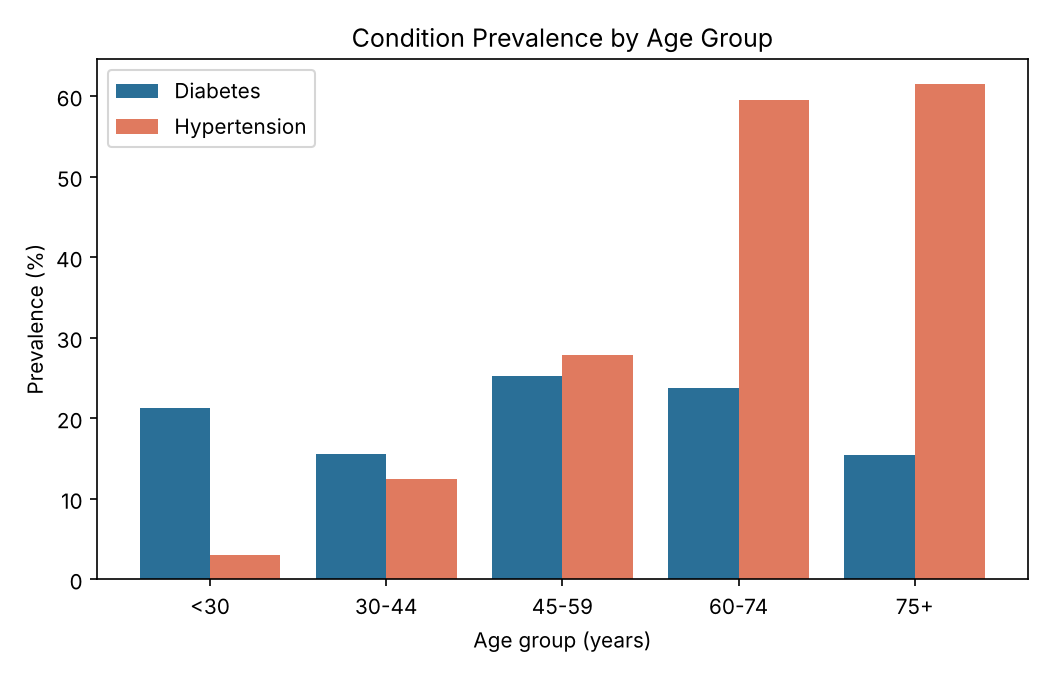 Condition Prevalence by Age Group
Diabetes
Hypertension
Prevalence (%)
60
50
40
30
20
10
0
<30
30-44
45-59
60-74
75+
Age group (years)